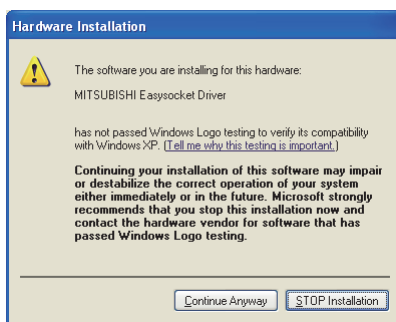 Hardware Installation
The software you are installing for this hardware:
MITSUBISHI Easysocket Driver
has not passed Windows Logo testing to verify its compatibility
with Windows XP. (Tell me why this testing is important.)
Continuing your installation of this software may impair
or destabilize the correct operation of your system
either immediately or in the future. Microsoft strongly
recommends that you stop this installation now and
contact the hardware vendor for software that has
passed Windows Logo testing.
Continue Anyway STOP Installation